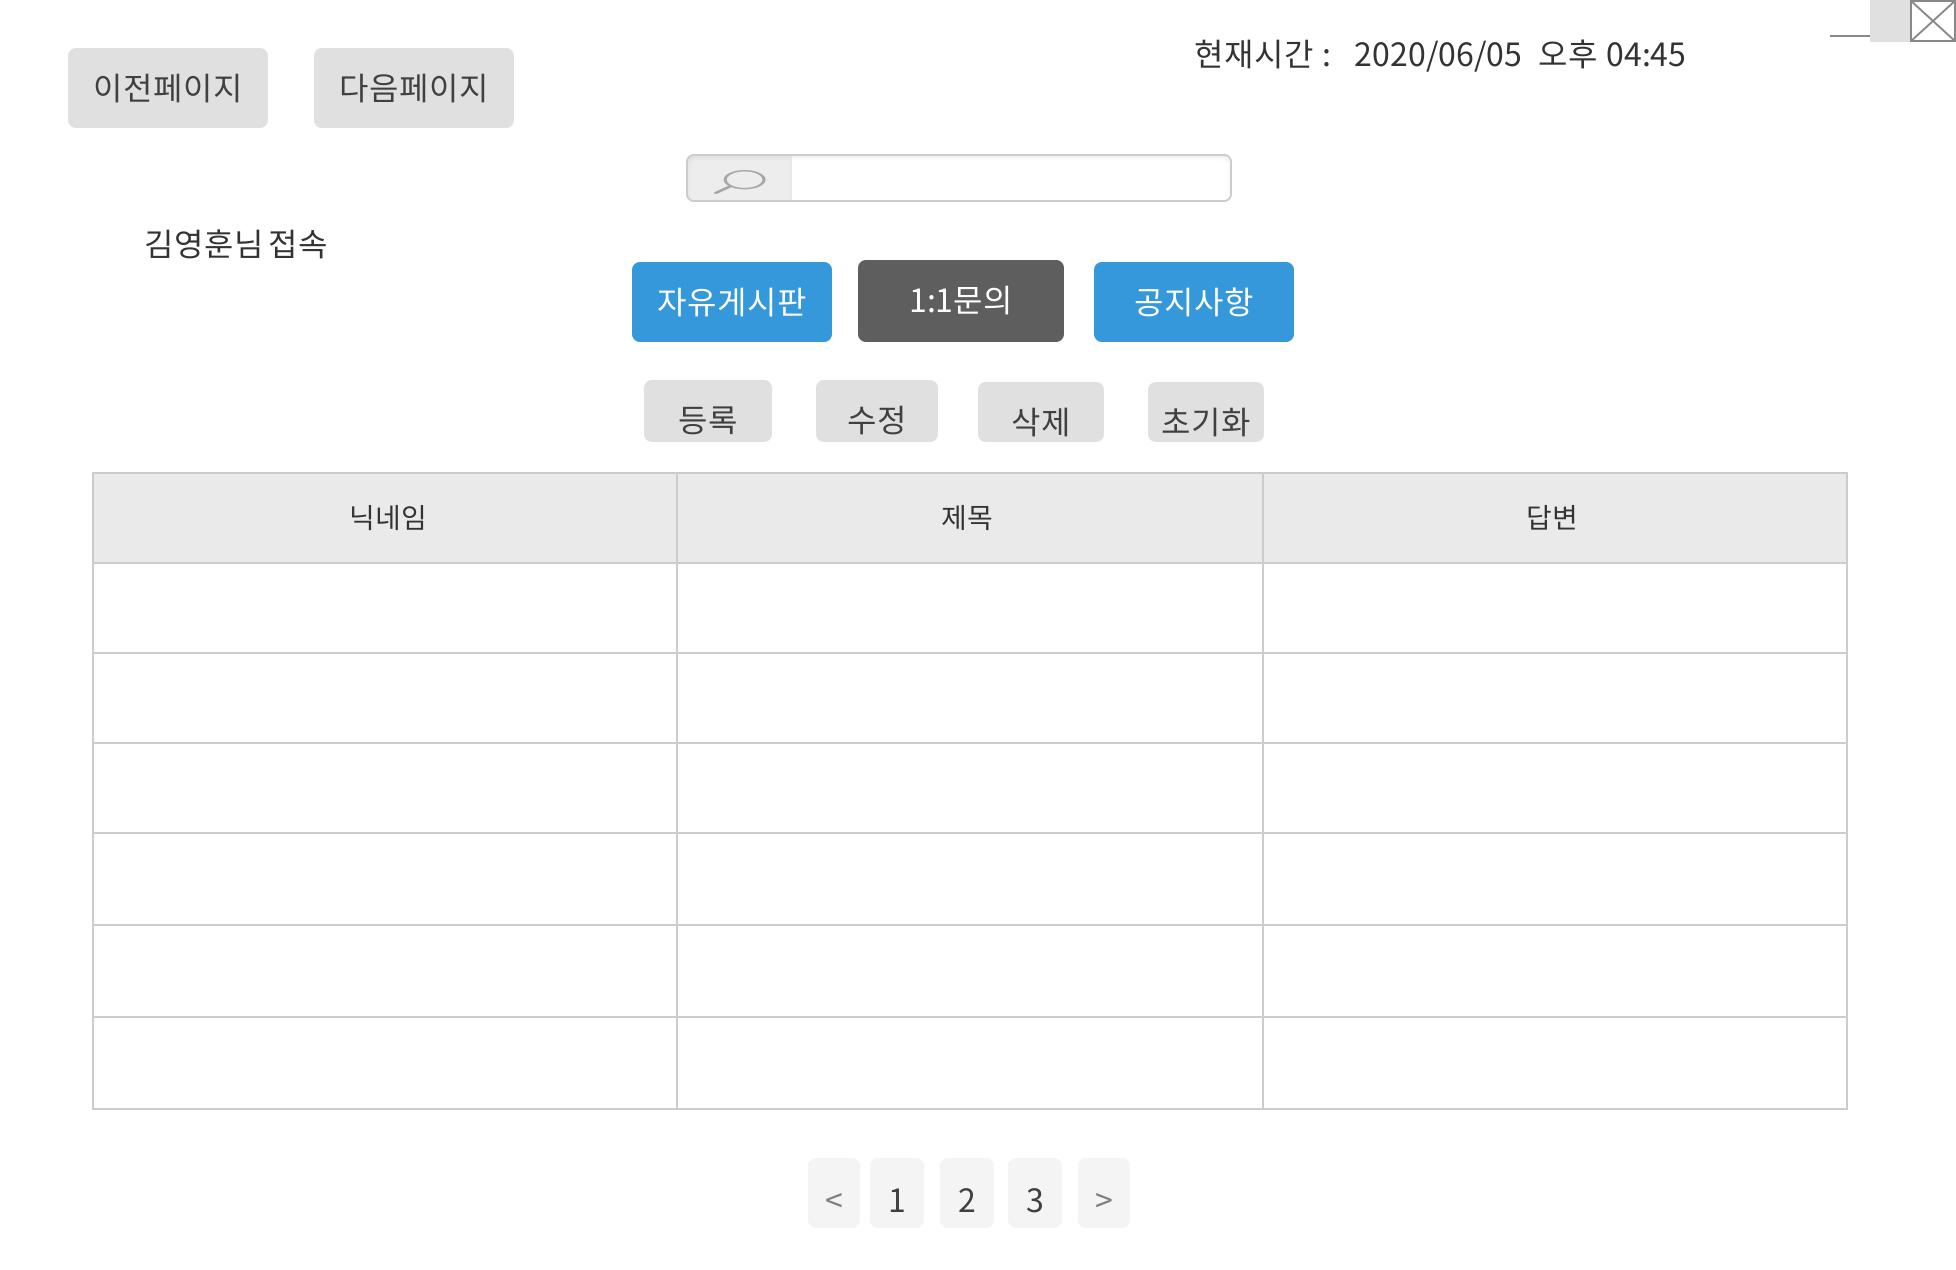 현재시간 :   2020/06/05  오후 04:45
이전페이지
다음페이지
김영훈님 접속
자유게시판
1:1문의
공지사항
등록
수정
삭제
초기화
닉네임
제목
답변
< 1 2 3 >